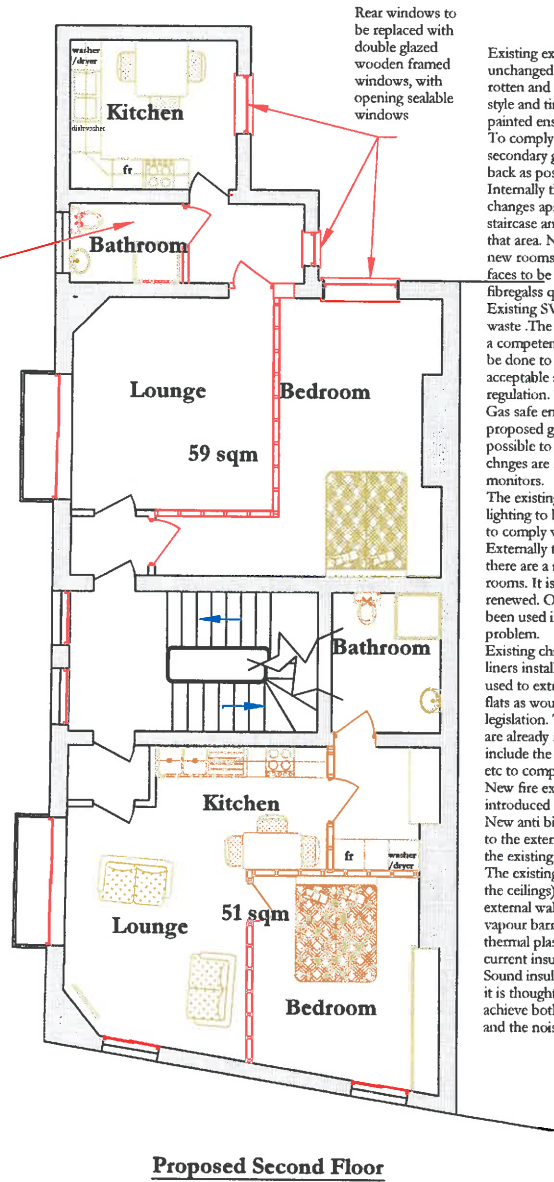 Rear windows to
be replaced with
double glazed
wooden framed
windows, with
opening sealable
windows
washer
/dryer
Kitchen
dishwasher
fr
Bathroom
Lounge
Bedroom
59 sqm
Bathroom
Kitchen
fr
washer
/dryer
51 sqm
Lounge
Bedroom
Proposed Second Floor
Existing ex
unchanged
rotten and
style and tin
painted ens
To comply
secondary g
back as pos
Internally th
changes ap
staircase an
that area. N
new rooms
faces to be
fibregalss q
Existing SV
waste .The
a competen
be done to
acceptable
regulation.
Gas safe en
proposed g
possible to
chnges are
monitors.
The existing
lighting to l
to comply v
Externally t
there are a
rooms. It is
renewed. O
been used i
problem.
Existing ch
liners install
used to extr
flats as wou
legislation. T
are already
include the
etc to comp
New fire ex
introduced
New anti bi
to the exter
the existing
The existing
the ceilings)
external wal
vapour barr
thermal plas
current insu
Sound insul
it is thought
achieve both
and the nois